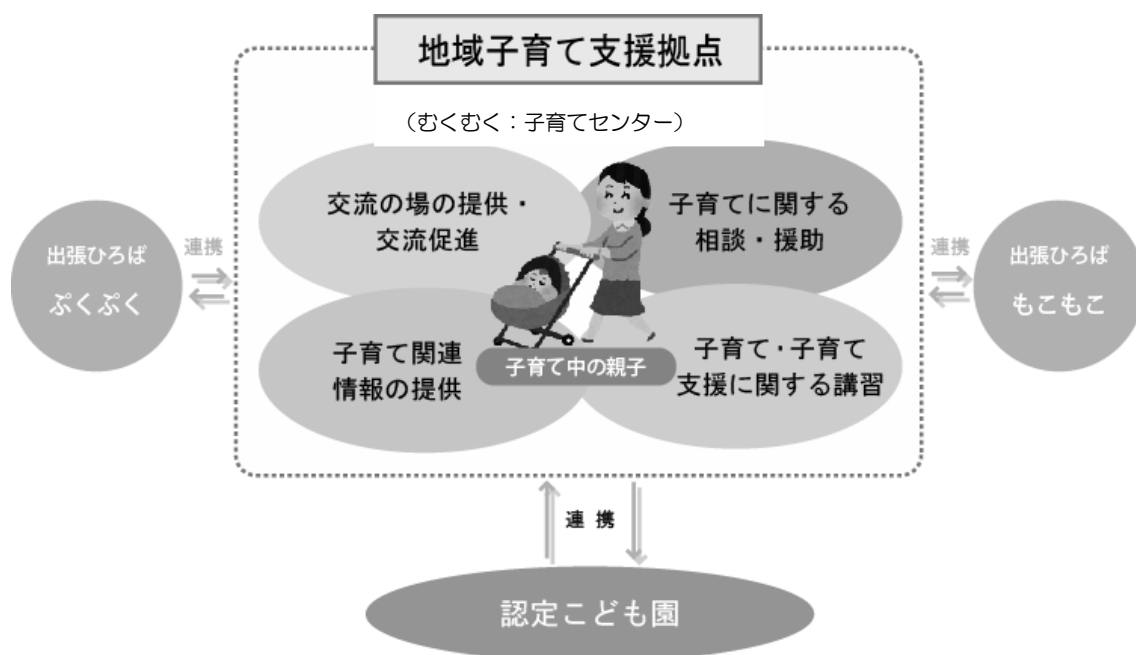 地域子育て支援拠点
（むくむく：子育てセンター）
交流の場の提供・
交流促進
子育てに関する
相談・援助
出張ひろば
ぷくぷく
連携
連携
出張ひろば
もこもこ
子育て関連
情報の提供
子育て中の親子
子育て・子育て
支援に関する講習
連携
認定こども園